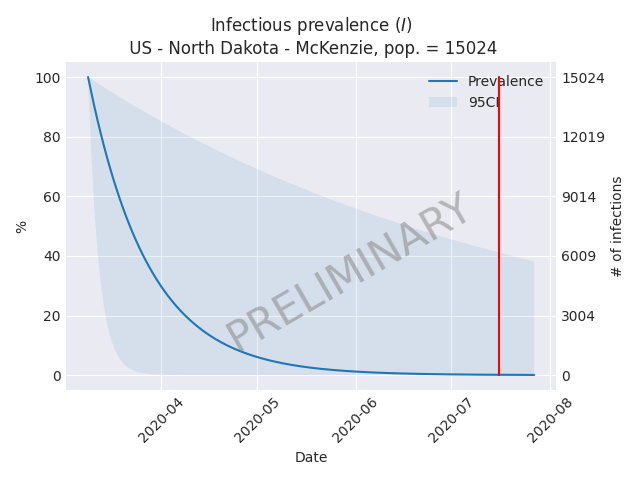 Infectious prevalence (I)
US - North Dakota - McKenzie, pop. = 15024
100
80
60
40
20
0
%
15024
12019
9014
6009
3004
0
# of infections
Prevalence
95CI
PRELIMINARY
2020-04
2020-05
2020-06
2020-07
2020-08
Date